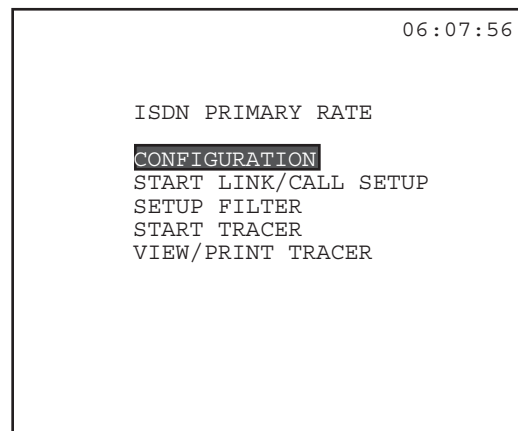 06:07:56
ISDN PRIMARY RATE
CONFIGURATION
START LINK/CALL SETUP
SETUP FILTER
START TRACER
VIEW/PRINT TRACER